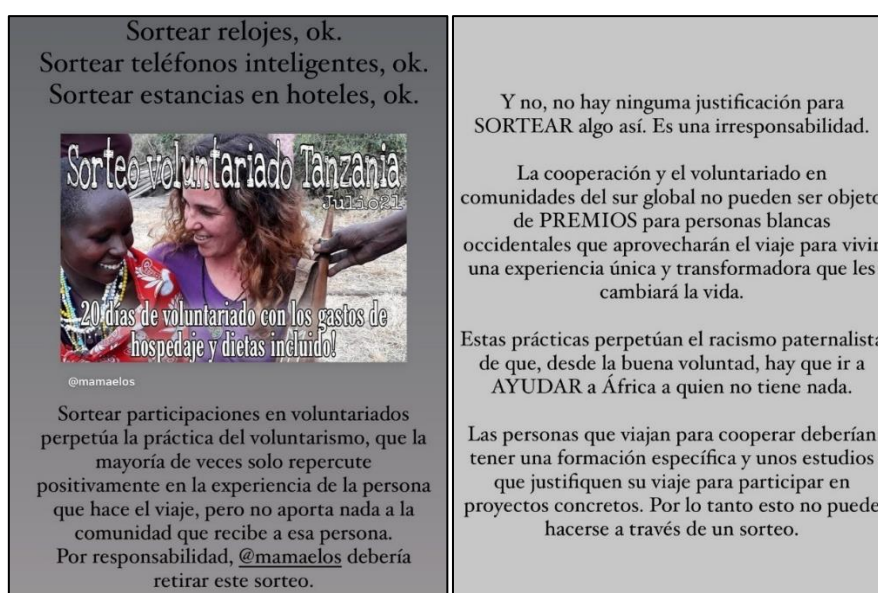 Sortear relojes, ok.
Sortear teléfonos inteligentes, ok.
Sortear estancias en hoteles, ok.
Sorteo voluntariado Tanzania
Julio21
20 días de voluntariado con los gastos de
hospedaje y dietas incluido!
@mamaelos
Sortear participaciones en voluntariados
perpetúa la práctica del voluntarismo, que la
mayoría de veces solo repercute
positivamente en la experiencia de la persona
que hace el viaje, pero no aporta nada a la
comunidad que recibe a esa persona.
Por responsabilidad, @mamaelos debería
retirar este sorteo.
Y no, no hay ninguna justificación para
SORTEAR algo así. Es una irresponsabilidad.
La cooperación y el voluntariado en
comunidades del sur global no pueden ser objeto
de PREMIOS para personas blancas
occidentales que aprovecharán el viaje para vivir
una experiencia única y transformadora que les
cambiará la vida.
Estas prácticas perpetúan el racismo paternalista
de que, desde la buena voluntad, hay que ir a
AYUDAR a África a quien no tiene nada.
Las personas que viajan para cooperar deberían
tener una formación específica y unos estudios
que justifiquen su viaje para participar en
proyectos concretos. Por lo tanto esto no puede
hacerse a través de un sorteo.